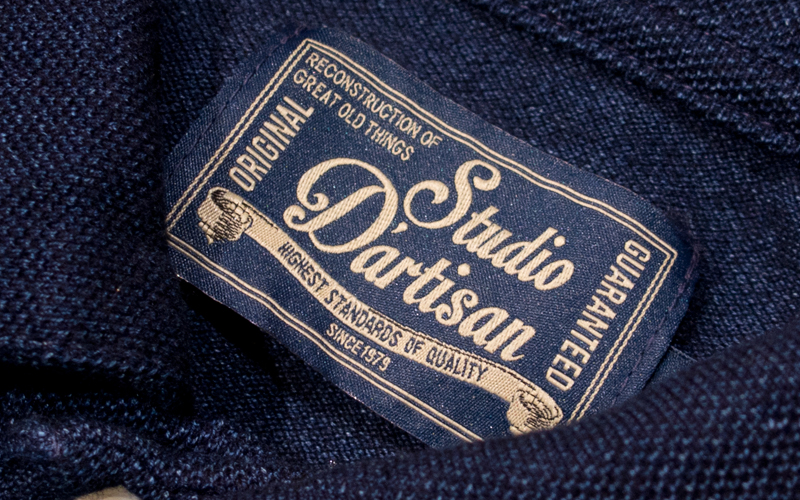 RECONSTRUCTION OF
GREAT OLD THINGS
ORIGINAL
Studio
D'artisan
GUARANTEED
HIGHEST STANDARDS OF QUALITY
SINCE 1979